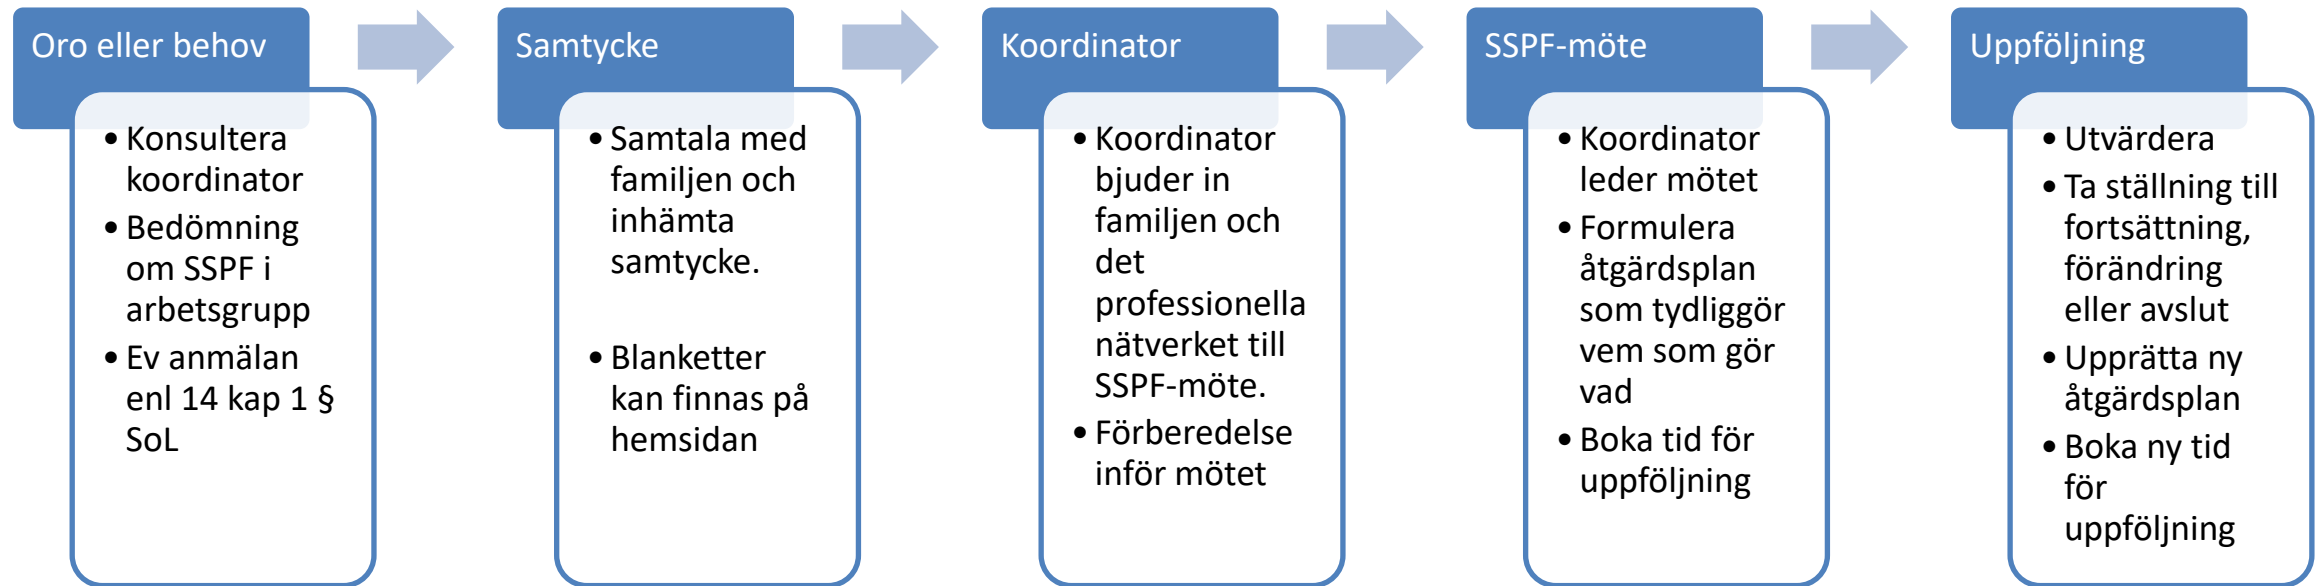 Oro eller behov
• Konsultera
koordinator
• Bedömning
om SSPF i
arbetsgrupp
• Ev anmälan
enl 14 kap 1 §
SoL
Samtycke
• Samtala med
familjen och
inhämta
samtycke.
• Blanketter
kan finnas på
hemsidan
Koordinator
• Koordinator
bjuder in
familjen och
det
professionella
nätverket till
SSPF-möte.
• Förberedelse
inför mötet
SSPF-möte
• Koordinator
leder mötet
• Formulera
åtgärdsplan
som tydliggör
vem som gör
vad
• Boka tid för
uppföljning
Uppföljning
• Utvärdera
• Ta ställning till
fortsättning,
förändring
eller avslut
• Upprätta ny
åtgärdsplan
• Boka ny tid
för
uppföljning